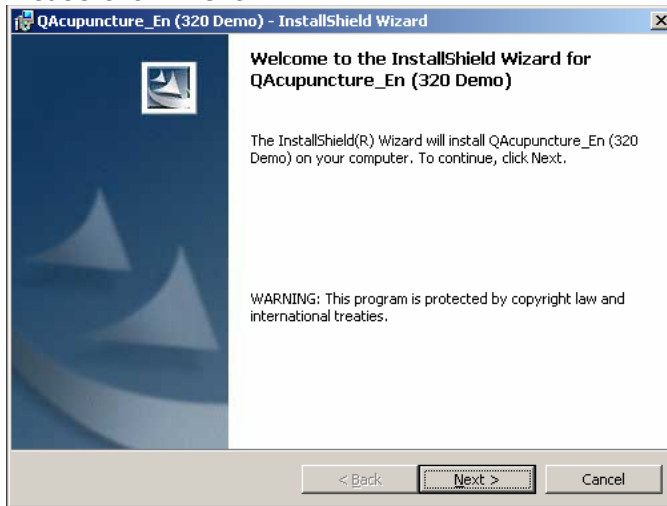 QAcupuncture_En (320 Demo) - InstallShield Wizard
Welcome to the InstallShield Wizard for
QAcupuncture_En (320 Demo)
The InstallShield(R) Wizard will install QAcupuncture_En (320
Demo) on your computer. To continue, click Next.
WARNING: This program is protected by copyright law and
international treaties.
< Back
Next >
Cancel